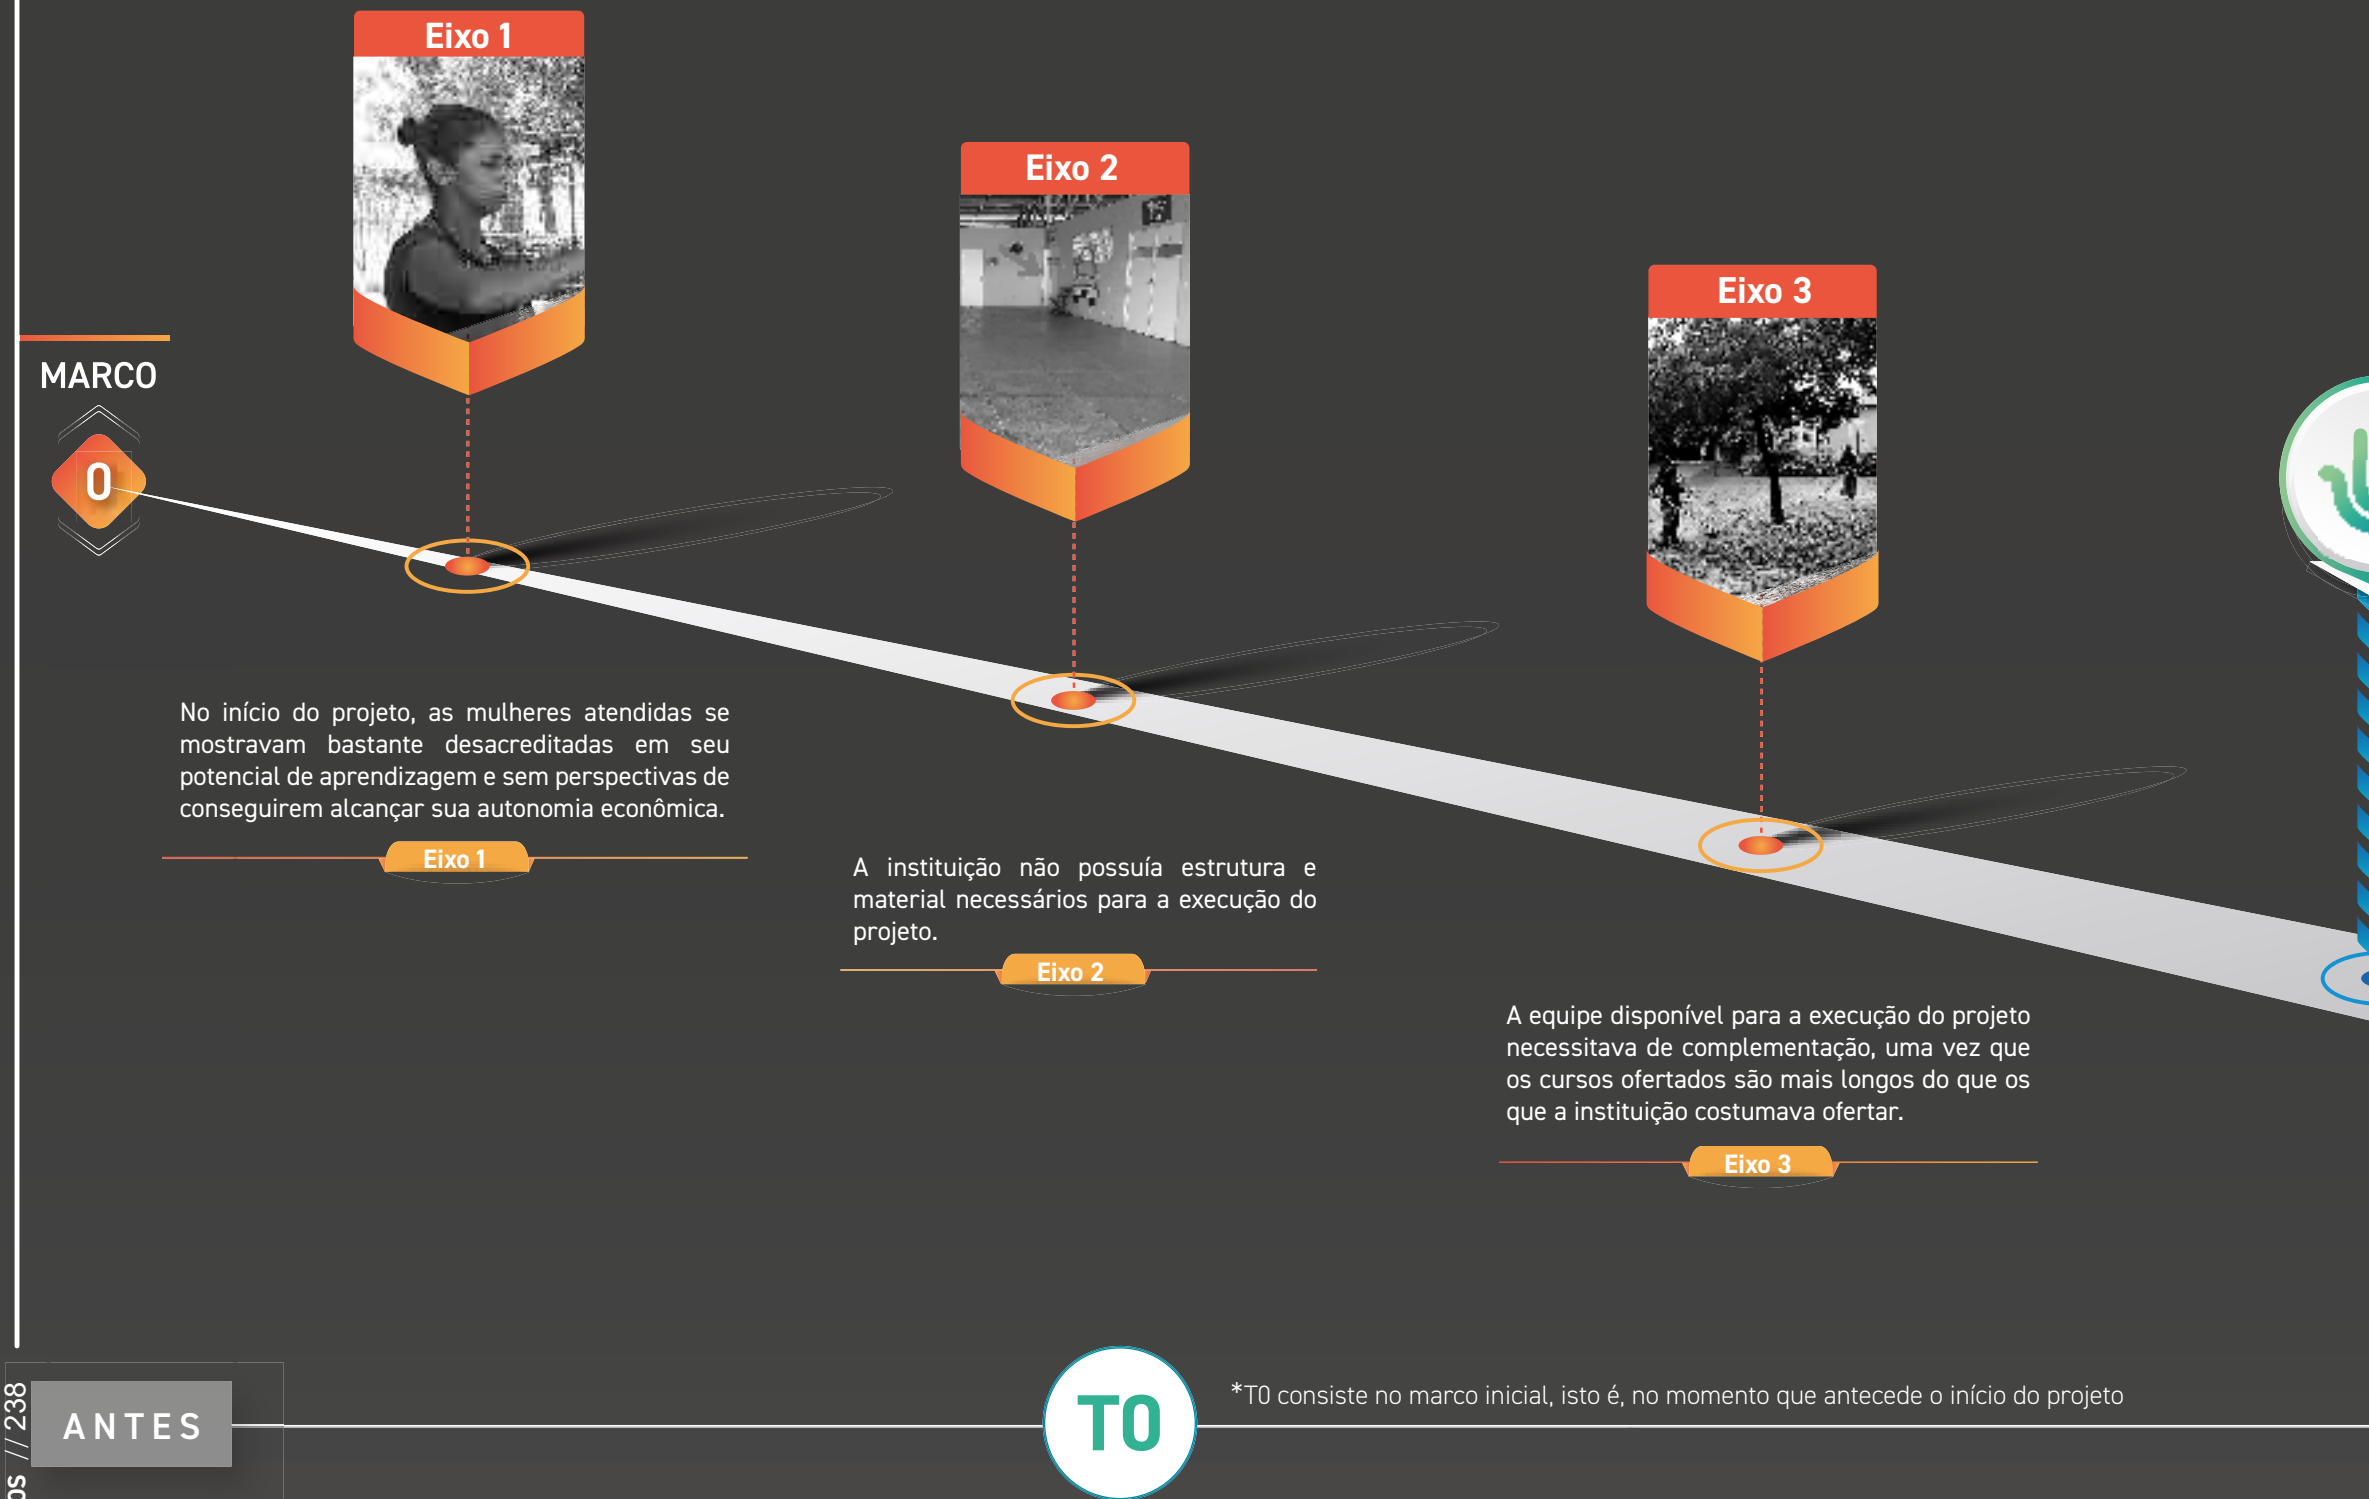 Eixo 1
Eixo 2
Eixo 3
MARCO
0
No início do projeto, as mulheres atendidas se
mostravam bastante desacreditadas em seu
potencial de aprendizagem e sem perspectivas de
conseguirem alcançar sua autonomia econômica.
Eixo 1
A instituição não possuía estrutura e
material necessários para a execução do
projeto.
Eixo 2
A equipe disponível para a execução do projeto
necessitava de complementação, uma vez que
os cursos ofertados são mais longos do que os
que a instituição costumava ofertar.
Eixo 3
ANTES
T0
*T0 consiste no marco inicial, isto é, no momento que antecede o início do projeto
// 238